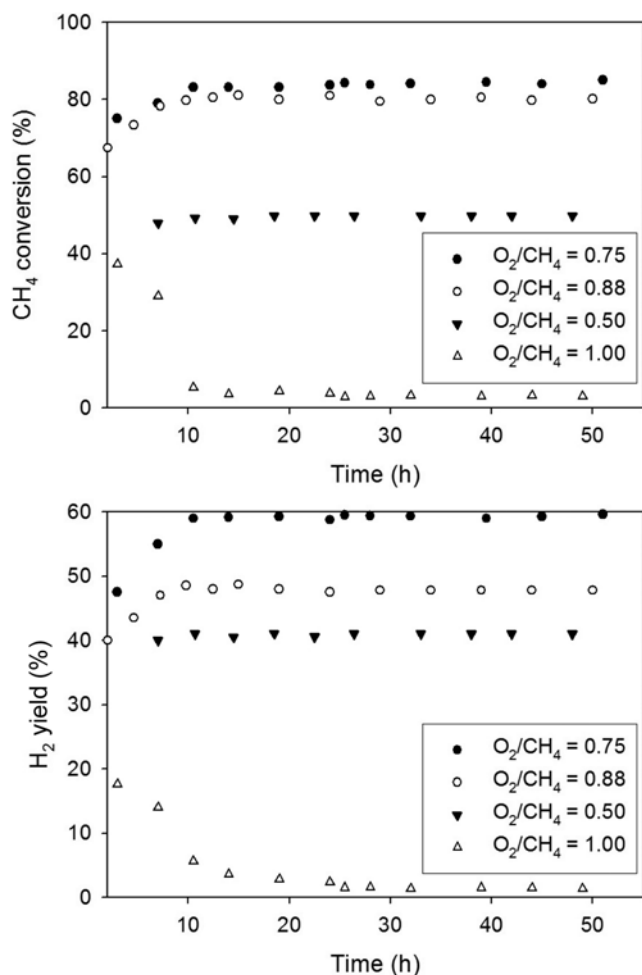 100
80
60
40
20
0
CH₄ conversion (%)
O₂/CH₄ = 0.75
O₂/CH₄ = 0.88
O₂/CH₄ = 0.50
O₂/CH₄ = 1.00
10 20 30 40 50
Time (h)
60
50
40
30
20
10
0
H₂ yield (%)
O₂/CH₄ = 0.75
O₂/CH₄ = 0.88
O₂/CH₄ = 0.50
O₂/CH₄ = 1.00
10 20 30 40 50
Time (h)